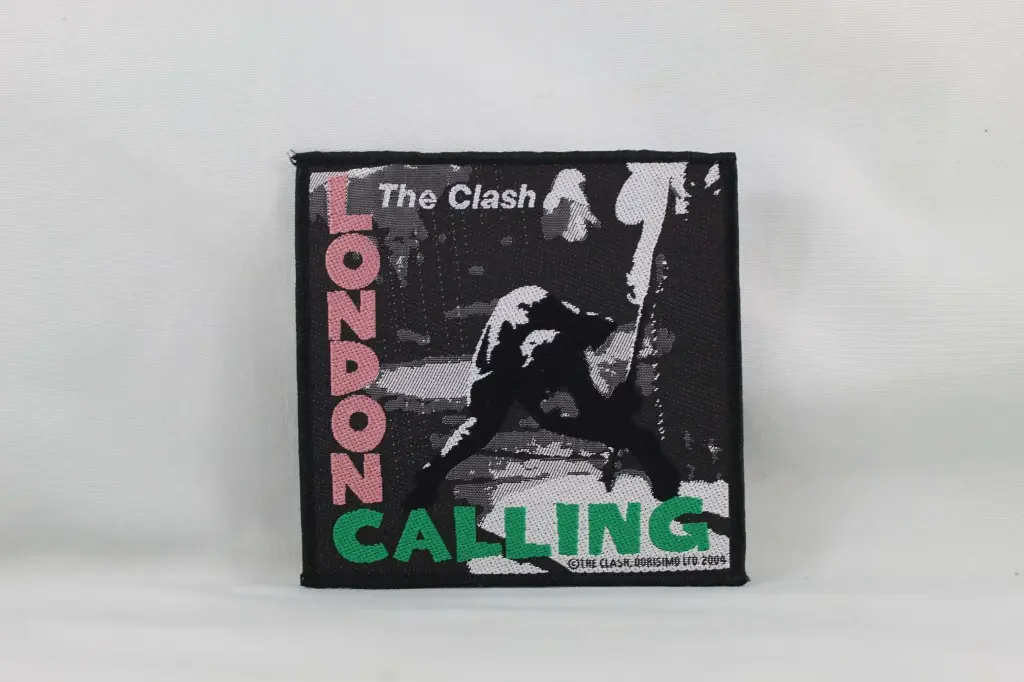 The Clash
LONDON
CALLING
©THE CLASH, DORISIMO LTD 2004